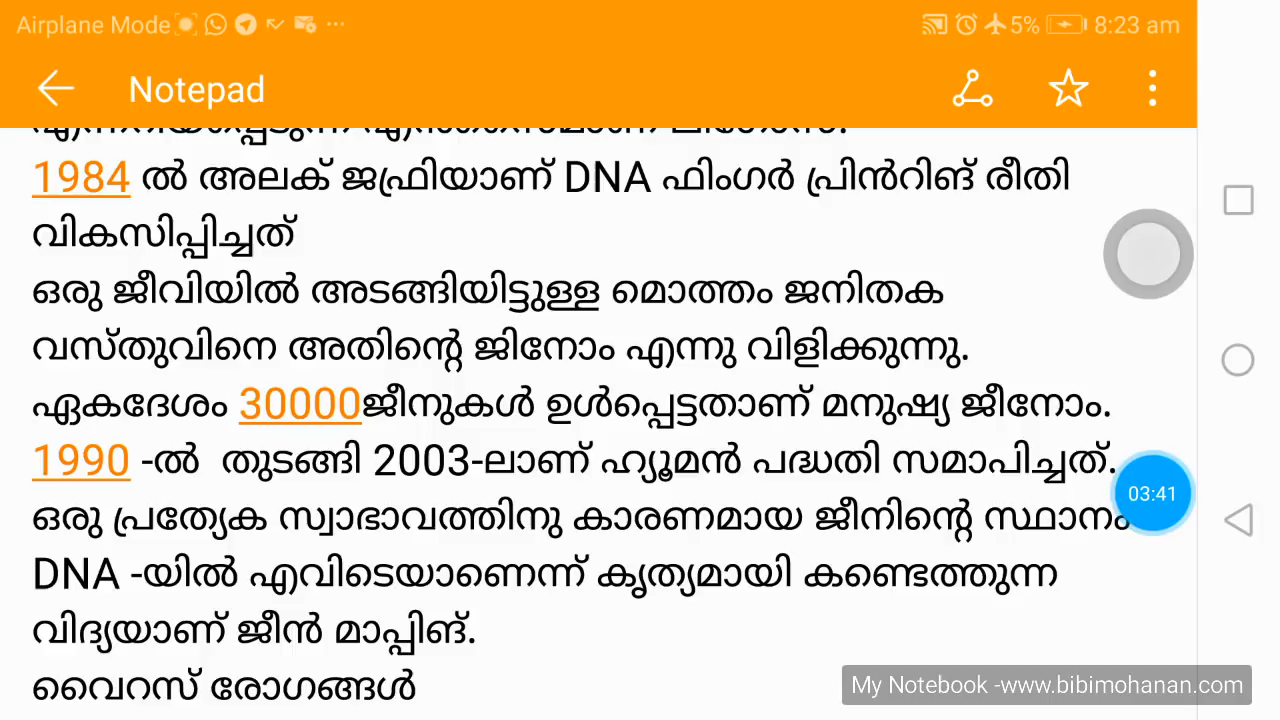 Airplane Mode
5% 8:23 am
Notepad
1984 ൽ അലക് ജഫ്രിയാണ് DNA ഫിംഗർ പ്രിൻറിങ് രീതി
വികസിപ്പിച്ചത്
ഒരു ജീവിയിൽ അടങ്ങിയിട്ടുള്ള മൊത്തം ജനിതക
വസ്തുവിനെ അതിന്റെ ജിനോം എന്നു വിളിക്കുന്നു.
ഏകദേശം 30000ജീനുകൾ ഉൾപ്പെട്ടതാണ് മനുഷ്യ ജീനോം.
1990 -ൽ തുടങ്ങി 2003-ലാണ് ഹ്യൂമൻ പദ്ധതി സമാപിച്ചത്.
03:41
ഒരു പ്രത്യേക സ്വാഭാവത്തിനു കാരണമായ ജീനിന്റെ സ്ഥാനം
DNA -യിൽ എവിടെയാണെന്ന് കൃത്യമായി കണ്ടെത്തുന്ന
വിദ്യയാണ് ജീൻ മാപ്പിങ്.
വൈറസ് രോഗങ്ങൾ
My Notebook -www.bibimohanan.com